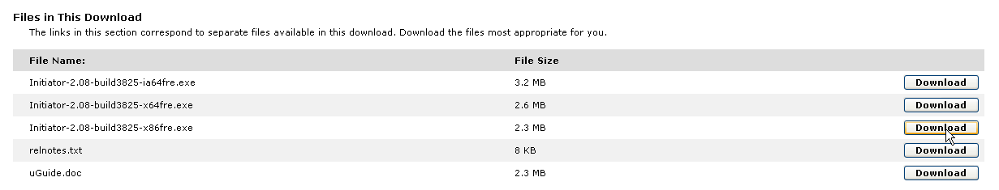 Files in This Download
The links in this section correspond to separate files available in this download. Download the files most appropriate for you.
File Name: File Size
Initiator-2.08-build3825-ia64fre.exe 3.2 MB Download
Initiator-2.08-build3825-x64fre.exe 2.6 MB Download
Initiator-2.08-build3825-x86fre.exe 2.3 MB Download
relnotes.txt 8 KB Download
uGuide.doc 2.3 MB Download